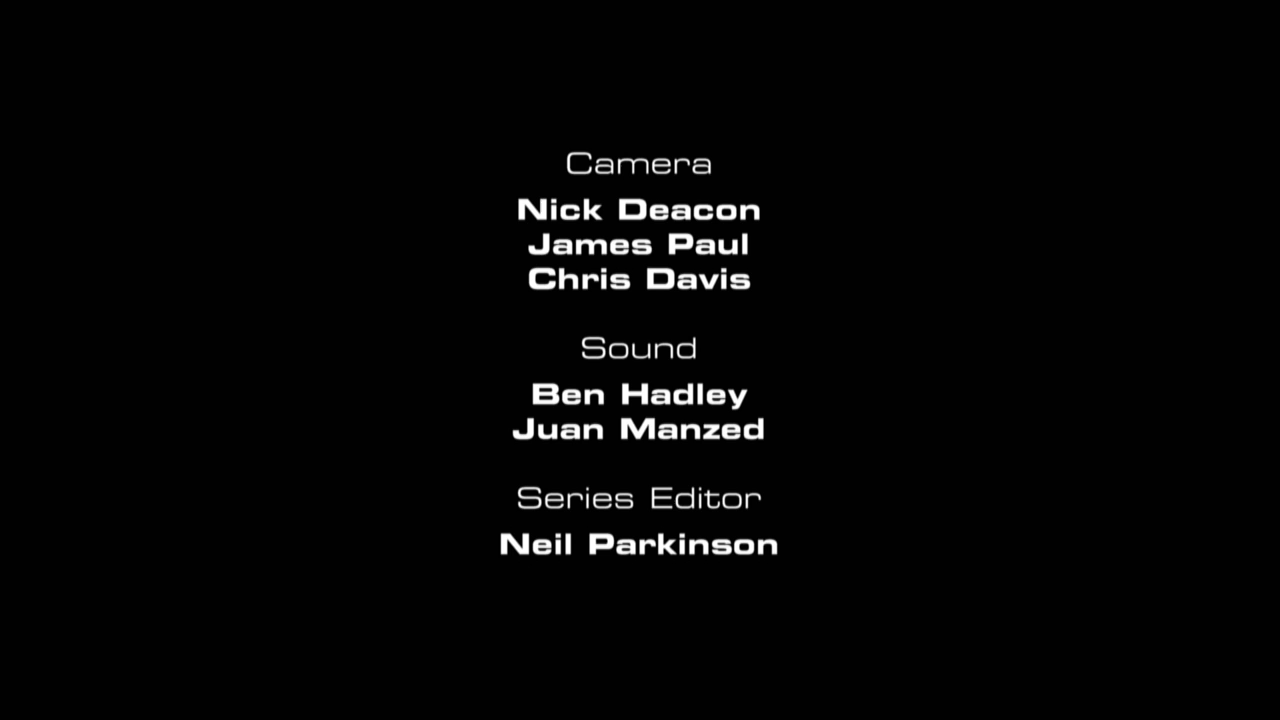 Camera
Nick Deacon
James Paul
Chris Davis
Sound
Ben Hadley
Juan Manzed
Series Editor
Neil Parkinson